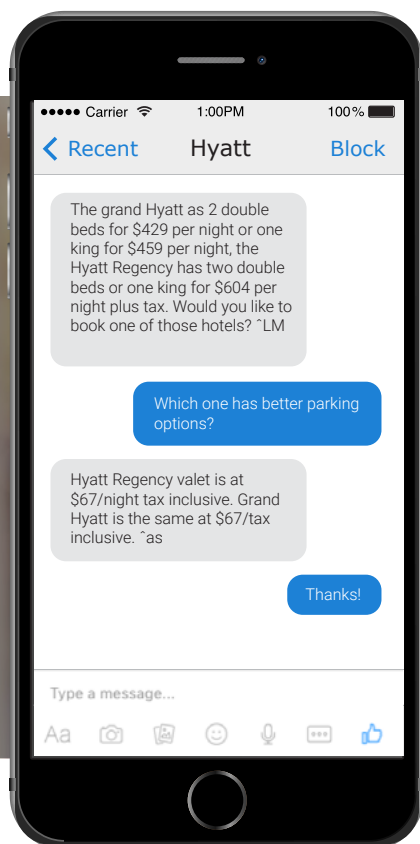 Carrier 1:00PM 100%
Recent Hyatt Block
The grand Hyatt as 2 double
beds for $429 per night or one
king for $459 per night, the
Hyatt Regency has two double
beds or one king for $604 per
night plus tax. Would you like to
book one of those hotels? ^LM
Which one has better parking
options?
Hyatt Regency valet is at
$67/night tax inclusive. Grand
Hyatt is the same at $67/tax
inclusive. ^as
Thanks!
Type a message...
Aa